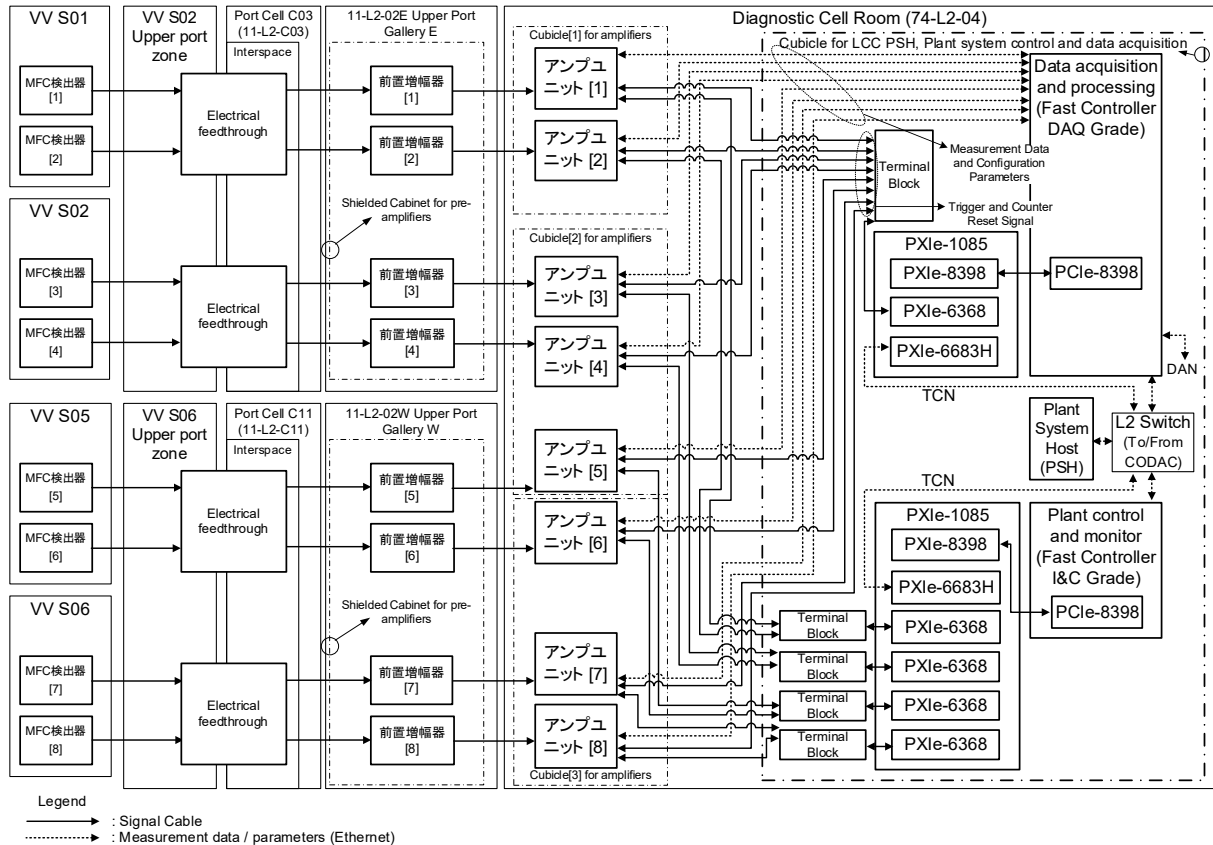 VV S01
MFC検出器
[1]
MFC検出器
[2]
VV S02
MFC検出器
[3]
MFC検出器
[4]
VV S05
MFC検出器
[5]
MFC検出器
[6]
VV S06
MFC検出器
[7]
MFC検出器
[8]
VV S02
Upper port
zone
VV S06
Upper port
zone
Port Cell C03
(11-L2-C03)
Interspace
Electrical
feedthrough
Electrical
feedthrough
Port Cell C11
(11-L2-C11)
Interspace
Electrical
feedthrough
Electrical
feedthrough
11-L2-02E Upper Port
Gallery E
前置増幅器
[1]
前置増幅器
[2]
Shielded Cabinet for pre-
amplifiers
前置増幅器
[3]
前置増幅器
[4]
11-L2-02W Upper Port
Gallery W
前置増幅器
[5]
前置増幅器
[6]
Shielded Cabinet for pre-
amplifiers
前置増幅器
[7]
前置増幅器
[8]
Diagnostic Cell Room (74-L2-04)
Cubicle[1] for amplifiers
アンプユ
ニット [1]
アンプユ
ニット [2]
Cubicle[2] for amplifiers
アンプユ
ニット [3]
アンプユ
ニット [4]
アンプユ
ニット [5]
アンプユ
ニット [6]
アンプユ
ニット [7]
アンプユ
ニット [8]
Cubicle[3] for amplifiers
Cubicle for LCC PSH, Plant system control and data acquisition
Data acquisition
and processing
(Fast Controller
DAQ Grade)
PCIe-8398
Measurement Data
and Configuration
Parameters
Terminal
Block
Trigger and Counter
Reset Signal
PXIe-1085
PXIe-8398
PXIe-6368
PXIe-6683H
DAN
TCN
Plant
System
Host
(PSH)
L2 Switch
(To/From
CODAC)
TCN
PXIe-1085
PXIe-8398
PXIe-6683H
PXIe-6368
PXIe-6368
PXIe-6368
PXIe-6368
Plant control
and monitor
(Fast Controller
I&C Grade)
PCIe-8398
Terminal
Block
Terminal
Block
Terminal
Block
Terminal
Block
Legend
: Signal Cable
: Measurement data / parameters (Ethernet)